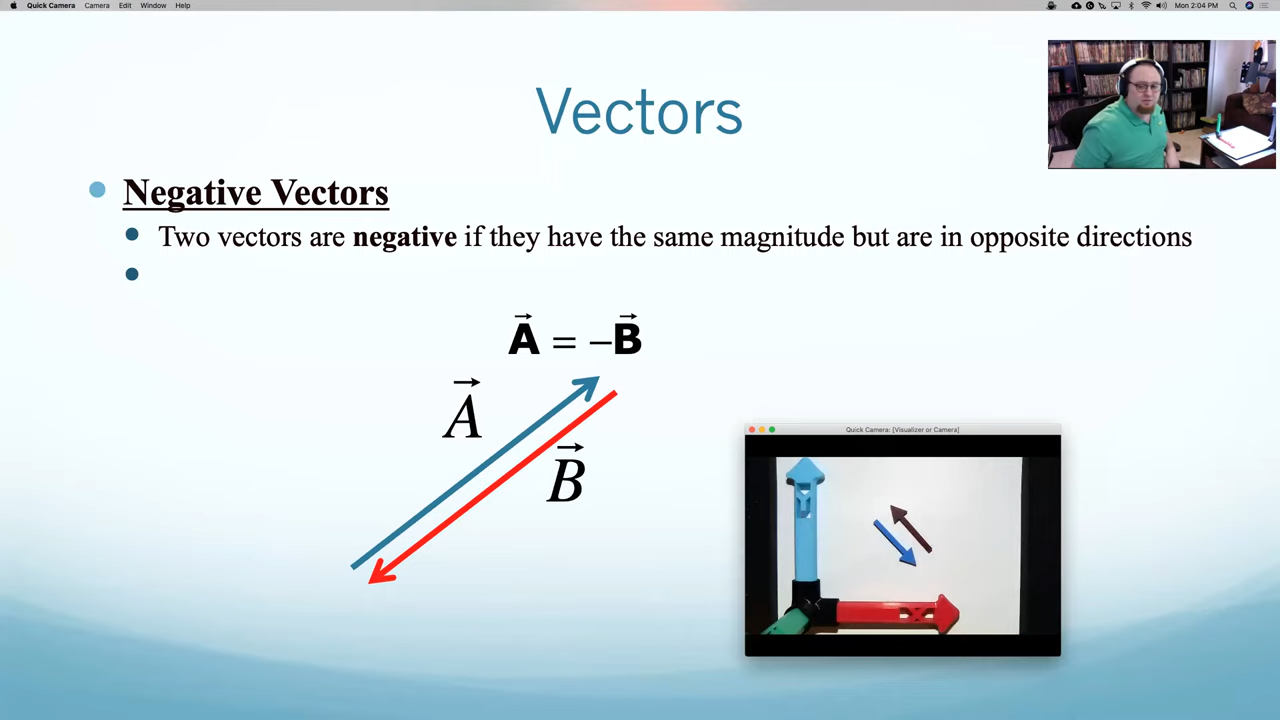 Quick Camera Camera Edit Window Help Mon 2:04 PM
Vectors
Negative Vectors
Two vectors are negative if they have the same magnitude but are in opposite directions
A⃗ = –B⃗
A⃗
B⃗
Quick Camera: [Visualizer or Camera]
Y
X